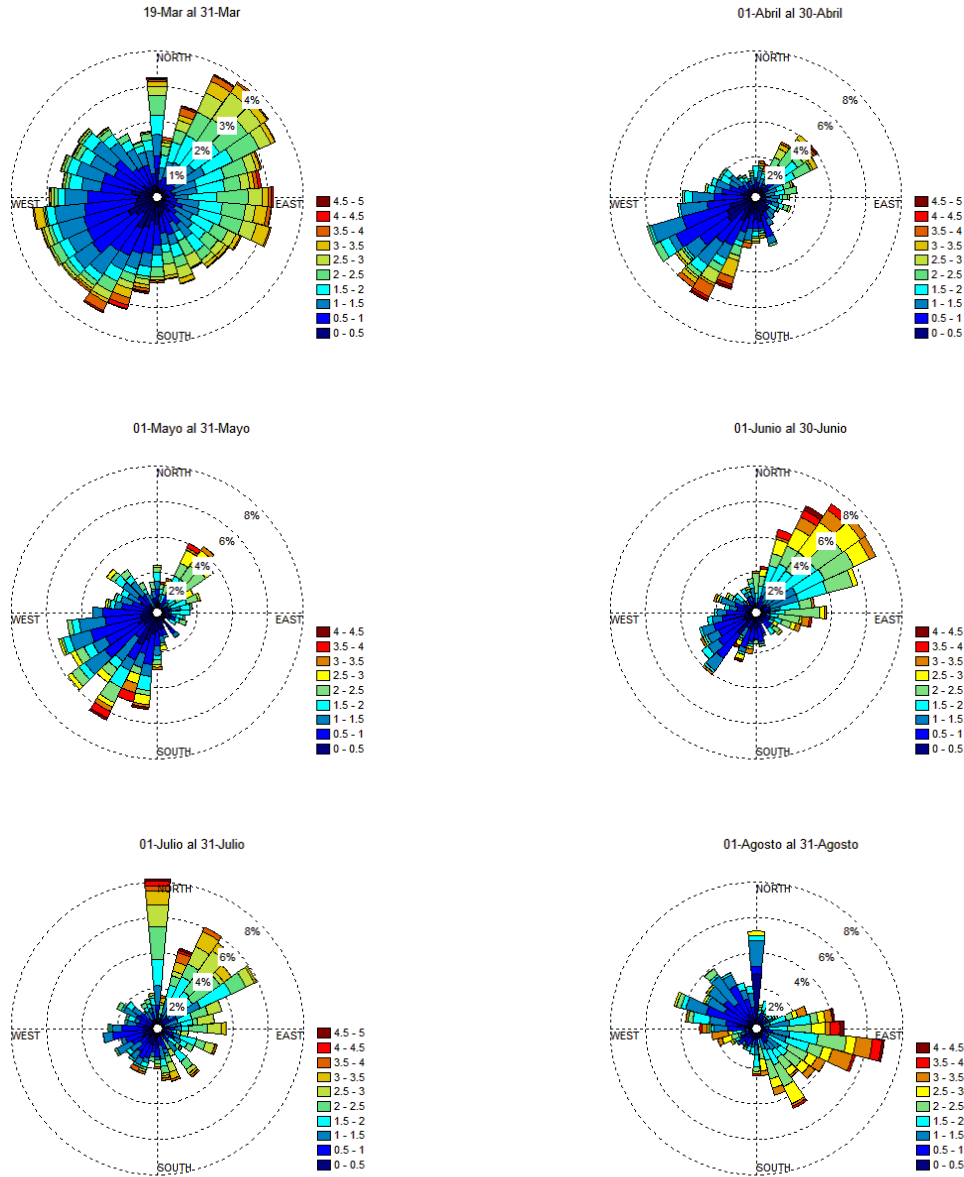 19-Mar al 31-Mar
NORTH
4%
3%
2%
1%
WEST
EAST
SOUTH
4.5 - 5
4 - 4.5
3.5 - 4
3 - 3.5
2.5 - 3
2 - 2.5
1.5 - 2
1 - 1.5
0.5 - 1
0 - 0.5
01-Abril al 30-Abril
NORTH
8%
6%
4%
2%
WEST
EAST
SOUTH
4.5 - 5
4 - 4.5
3.5 - 4
3 - 3.5
2.5 - 3
2 - 2.5
1.5 - 2
1 - 1.5
0.5 - 1
0 - 0.5
01-Mayo al 31-Mayo
NORTH
8%
6%
4%
2%
WEST
EAST
SOUTH
4 - 4.5
3.5 - 4
3 - 3.5
2.5 - 3
2 - 2.5
1.5 - 2
1 - 1.5
0.5 - 1
0 - 0.5
01-Junio al 30-Junio
NORTH
8%
6%
4%
2%
WEST
EAST
SOUTH
4 - 4.5
3.5 - 4
3 - 3.5
2.5 - 3
2 - 2.5
1.5 - 2
1 - 1.5
0.5 - 1
0 - 0.5
01-Julio al 31-Julio
NORTH
8%
6%
4%
2%
WEST
EAST
SOUTH
4.5 - 5
4 - 4.5
3.5 - 4
3 - 3.5
2.5 - 3
2 - 2.5
1.5 - 2
1 - 1.5
0.5 - 1
0 - 0.5
01-Agosto al 31-Agosto
NORTH
8%
6%
4%
2%
WEST
EAST
SOUTH
4 - 4.5
3.5 - 4
3 - 3.5
2.5 - 3
2 - 2.5
1.5 - 2
1 - 1.5
0.5 - 1
0 - 0.5